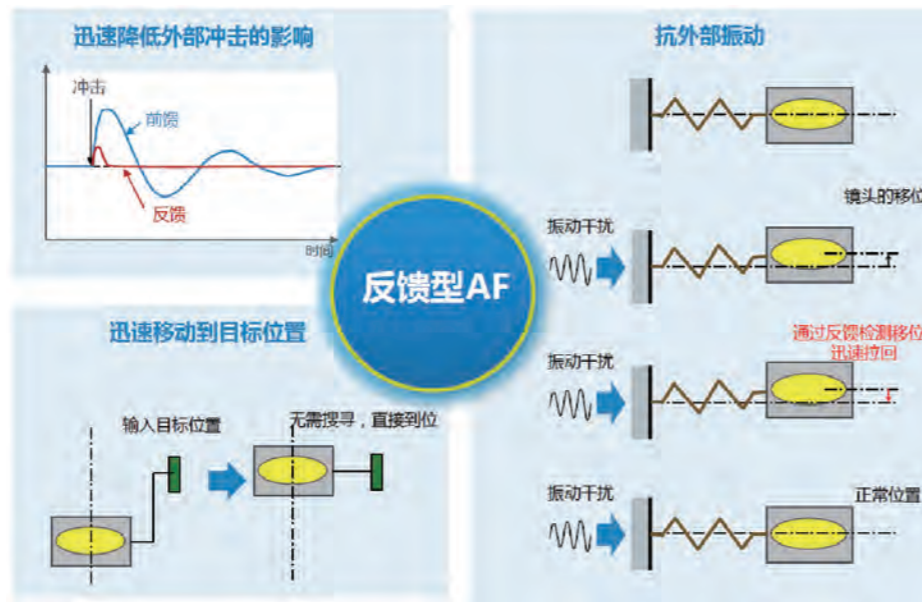 迅速降低外部冲击的影响
冲击
前馈
反馈
时间
抗外部振动
镜头的移位
振动干扰
反馈型AF
通过反馈检测移位
迅速拉回
振动干扰
迅速移动到目标位置
输入目标位置
无需搜寻，直接到位
振动干扰
正常位置